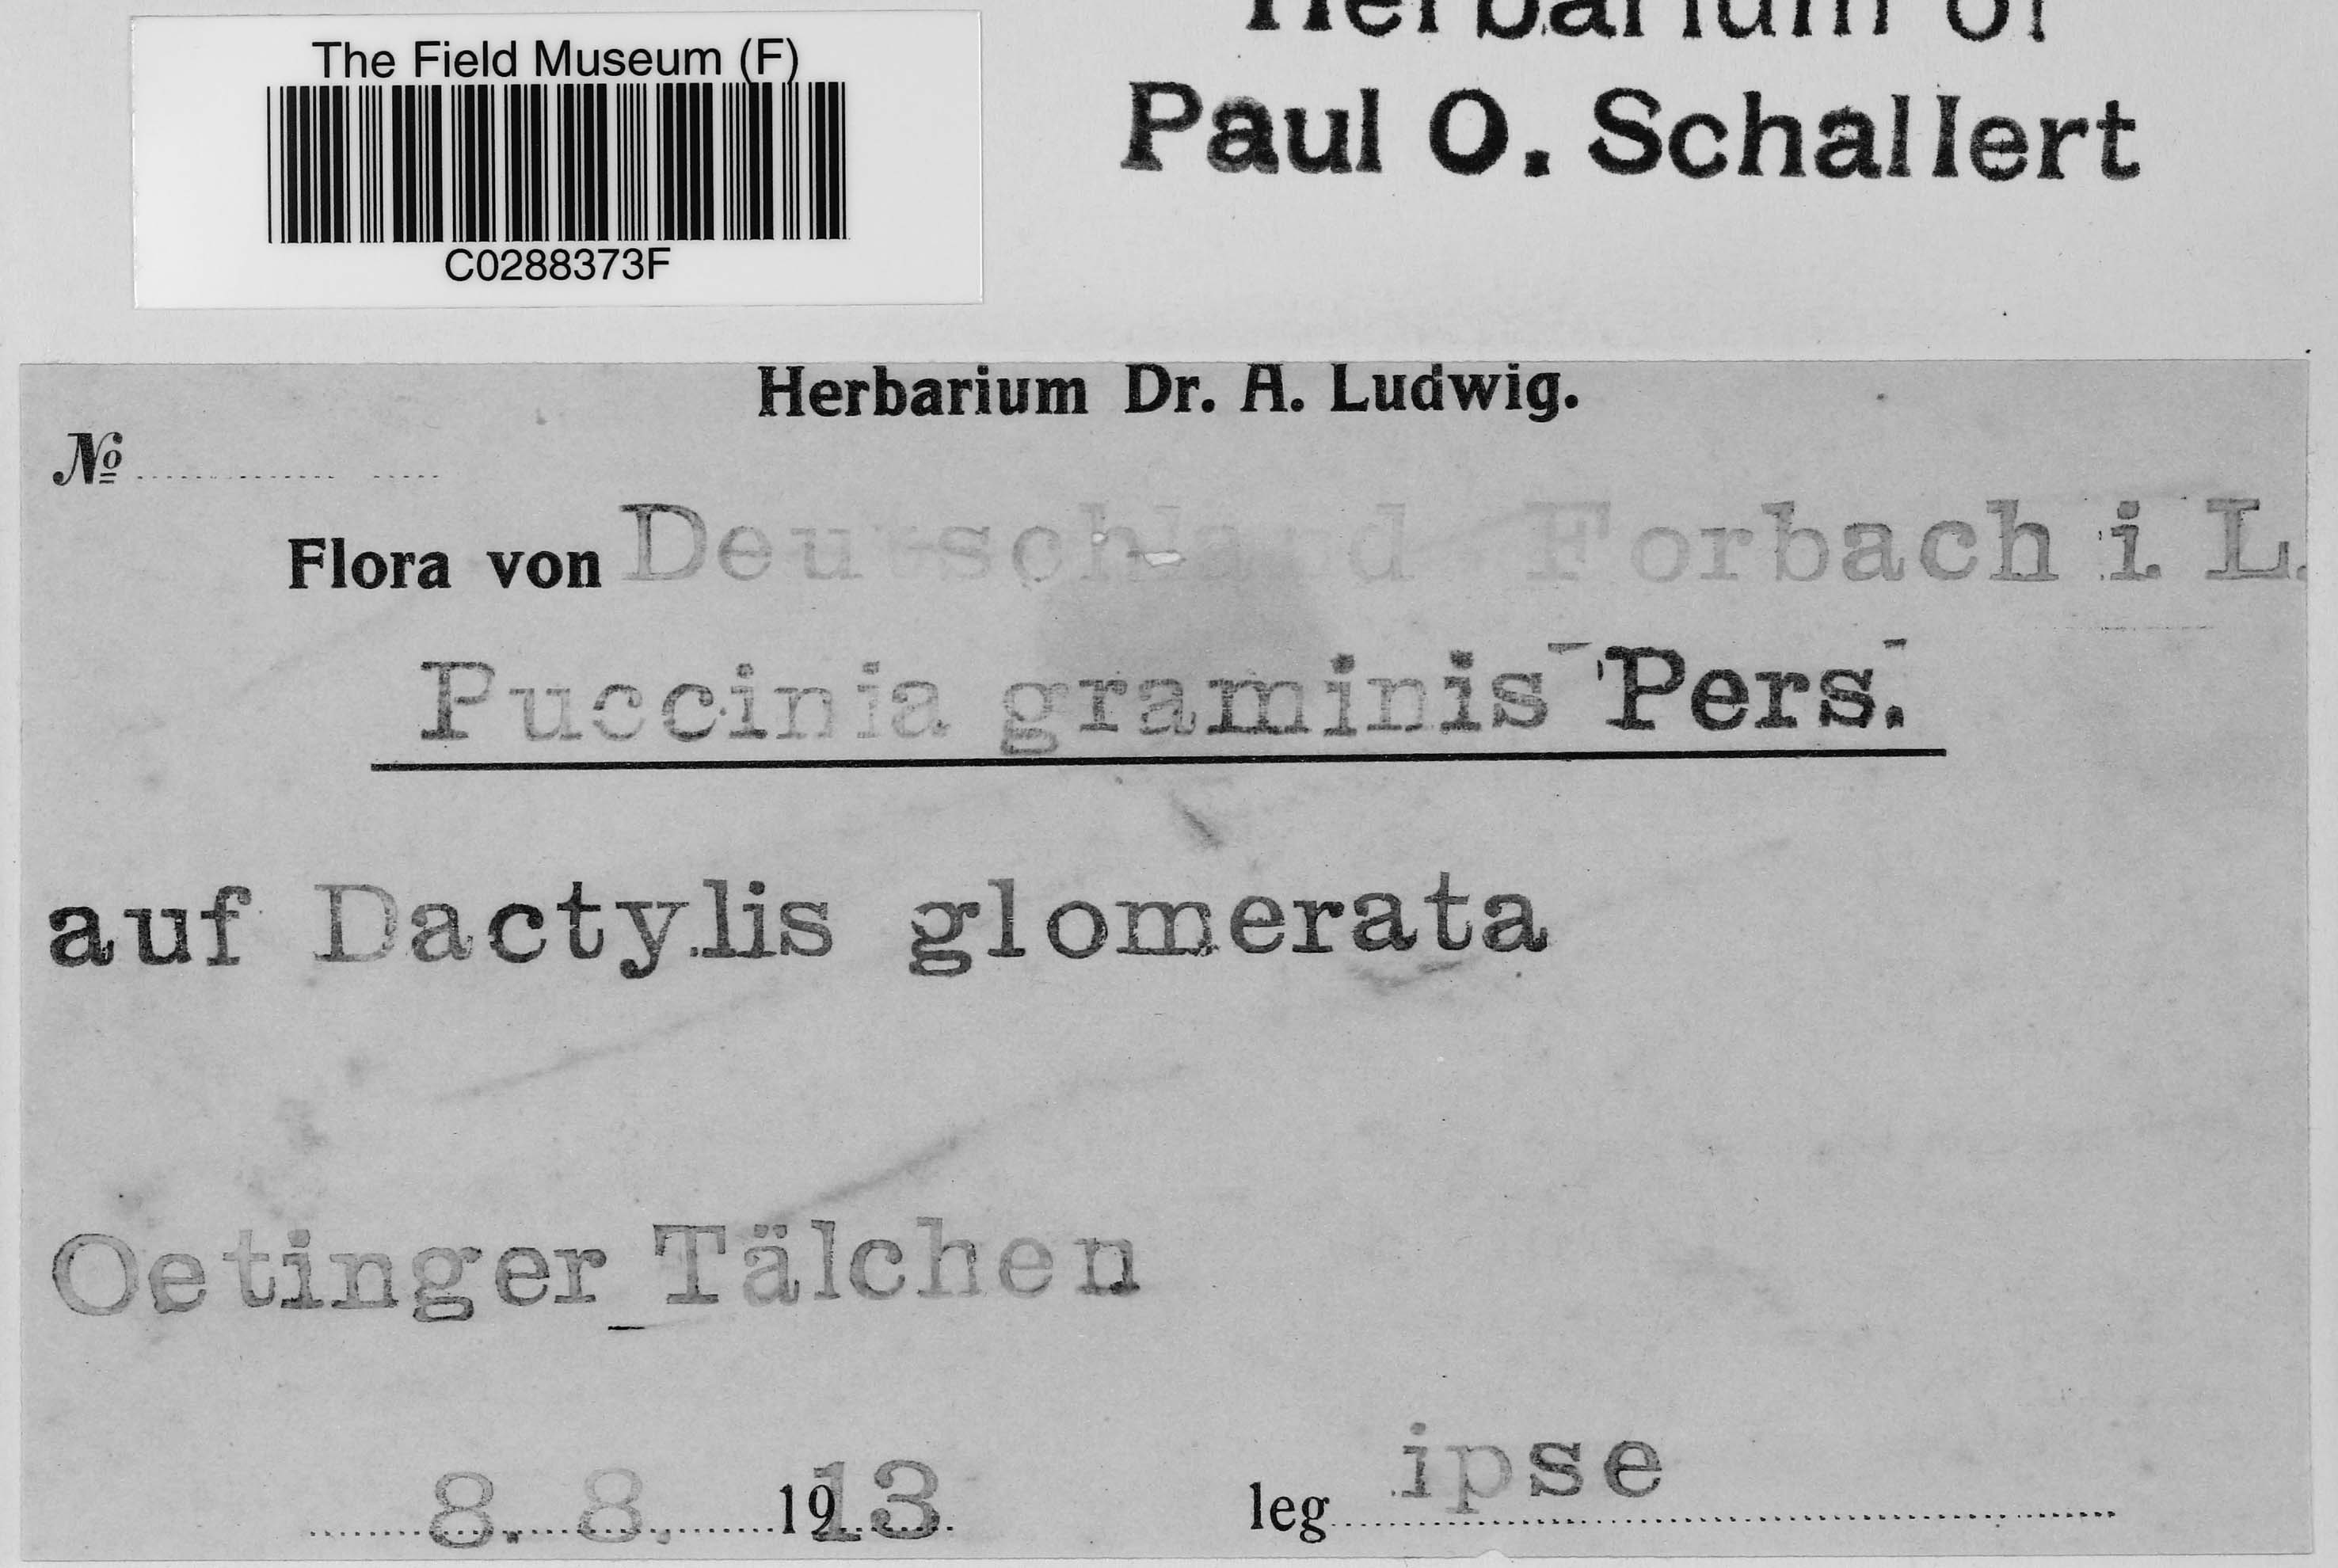 The Field Museum (F)
C0288373F
Herbarium of
Paul O. Schallert
Herbarium Dr. A. Ludwig.
№
Flora von Deutschland Forbach i. L.
Puccinia graminis Pers.
auf Dactylis glomerata
Oetinger Tälchen
8. 8. 1913 leg ipse